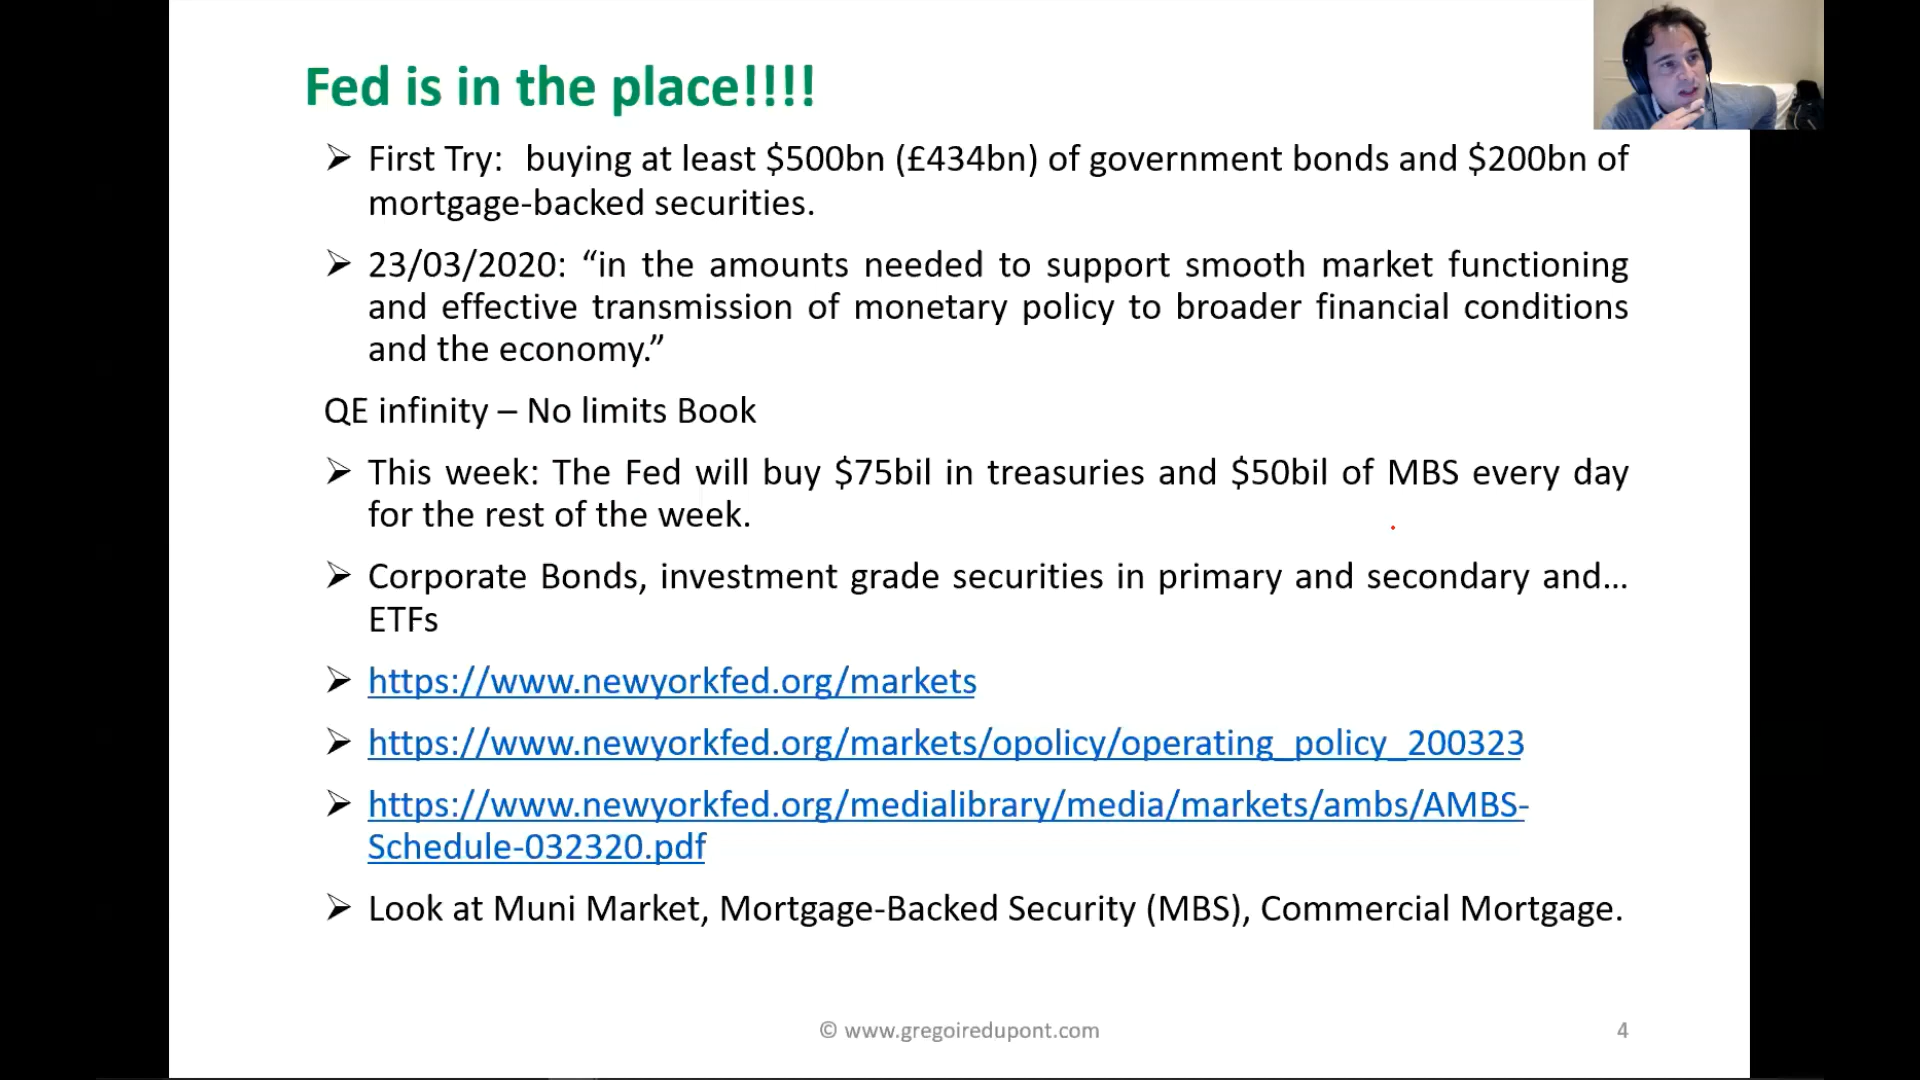 Fed is in the place!!!!
➢ First Try: buying at least $500bn (£434bn) of government bonds and $200bn of
mortgage-backed securities.
➢ 23/03/2020: “in the amounts needed to support smooth market functioning
and effective transmission of monetary policy to broader financial conditions
and the economy.”
QE infinity – No limits Book
➢ This week: The Fed will buy $75bil in treasuries and $50bil of MBS every day
for the rest of the week.
➢ Corporate Bonds, investment grade securities in primary and secondary and…
ETFs
➢ https://www.newyorkfed.org/markets
➢ https://www.newyorkfed.org/markets/opolicy/operating_policy_200323
➢ https://www.newyorkfed.org/medialibrary/media/markets/ambs/AMBS-
Schedule-032320.pdf
➢ Look at Muni Market, Mortgage-Backed Security (MBS), Commercial Mortgage.
© www.gregoiredupont.com
4